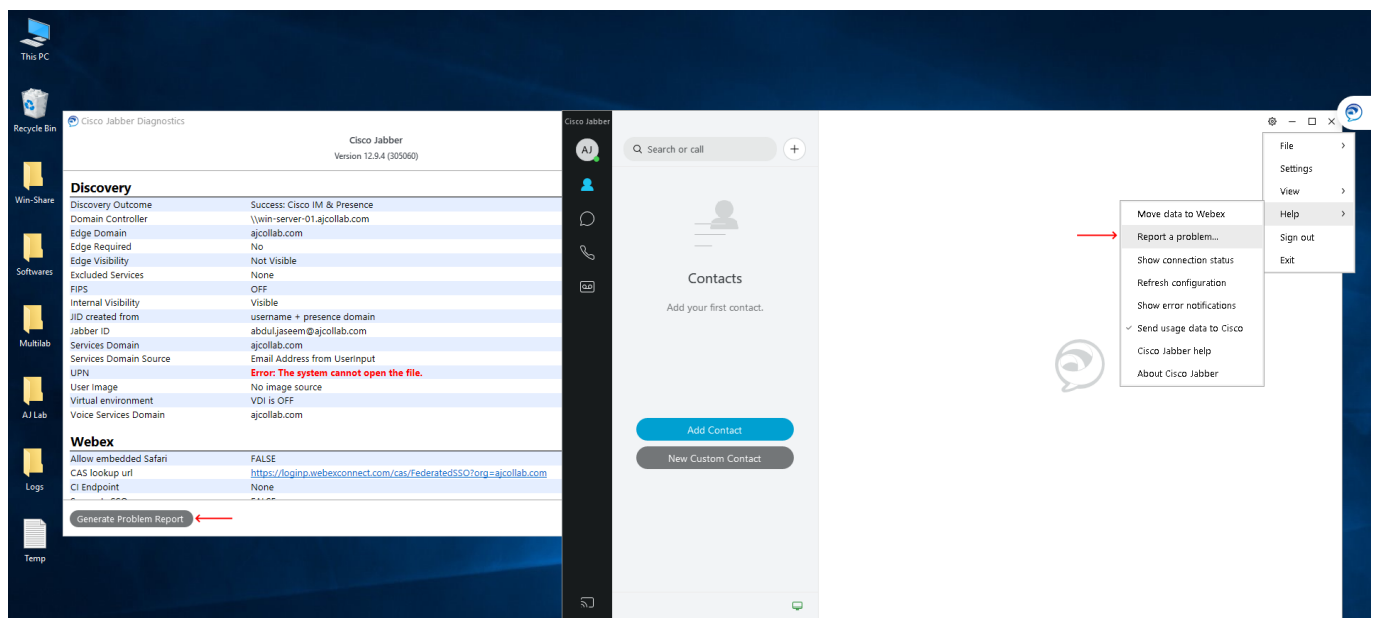 This PC
Recycle Bin
Win-Share
Softwares
Multilab
AJ Lab
Logs
Temp
Cisco Jabber Diagnostics
Cisco Jabber
Version 12.9.4 (305060)
Discovery
Discovery Outcome Success: Cisco IM & Presence
Domain Controller \\win-server-01.ajcollab.com
Edge Domain ajcollab.com
Edge Required No
Edge Visibility Not Visible
Excluded Services None
FIPS OFF
Internal Visibility Visible
JID created from username + presence domain
Jabber ID abdul.jaseem@ajcollab.com
Services Domain ajcollab.com
Services Domain Source Email Address from UserInput
UPN Error: The system cannot open the file.
User Image No image source
Virtual environment VDI is OFF
Voice Services Domain ajcollab.com
Webex
Allow embedded Safari FALSE
CAS lookup url https://loginp.webexconnect.com/cas/FederatedSSO?org=ajcollab.com
CI Endpoint None
Generate Problem Report
Cisco Jabber
AJ
Search or call
Contacts
Add your first contact.
Add Contact
New Custom Contact
File
Settings
View
Help
Sign out
Exit
Move data to Webex
Report a problem...
Show connection status
Refresh configuration
Show error notifications
Send usage data to Cisco
Cisco Jabber help
About Cisco Jabber